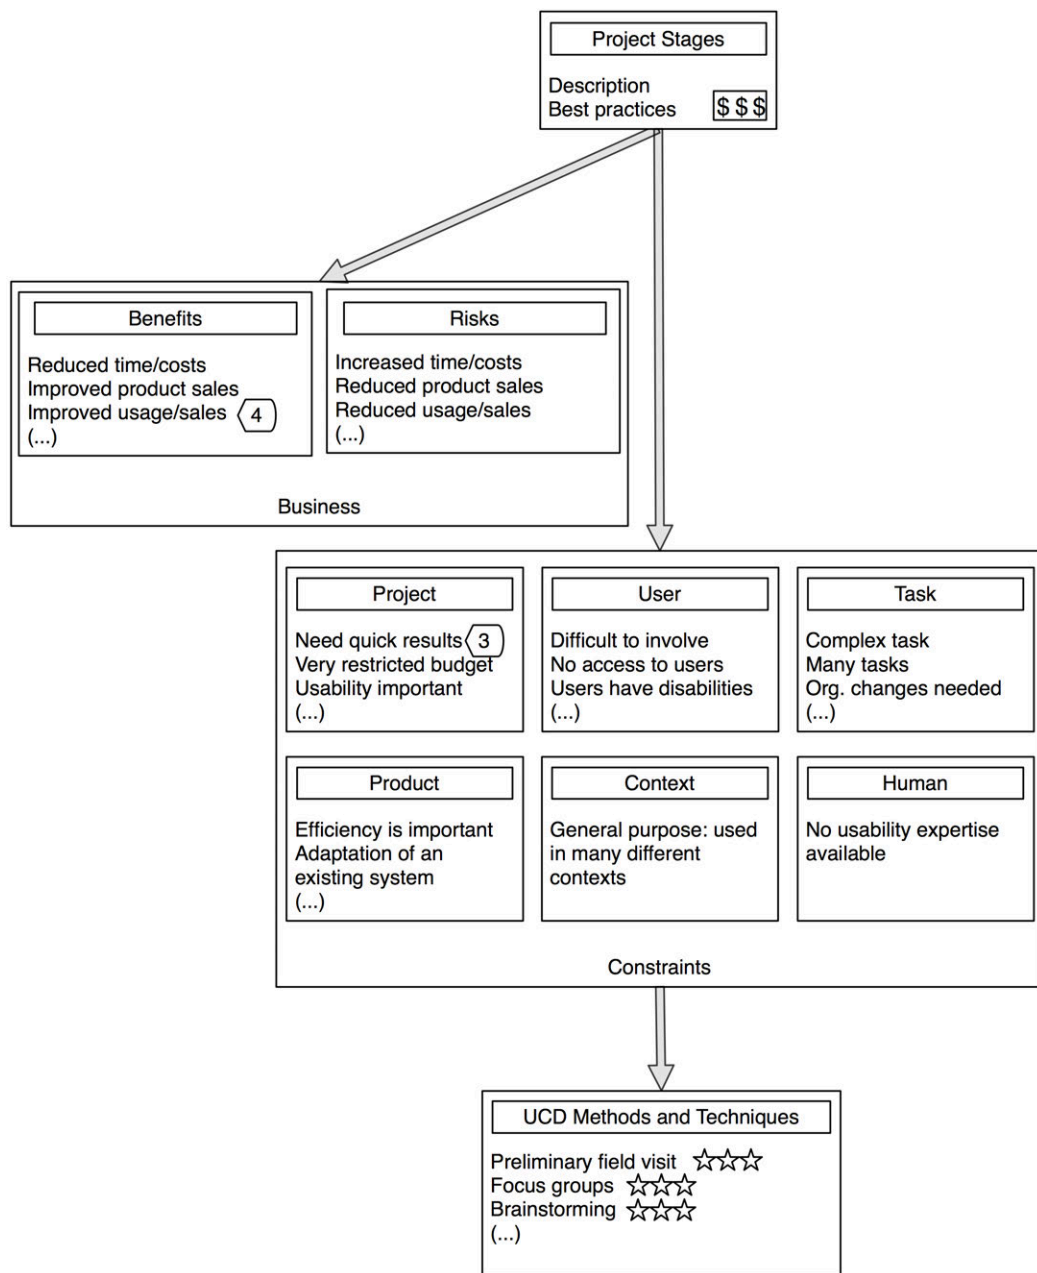 Project Stages
Description
Best practices
$ $ $
Benefits
Reduced time/costs
Improved product sales
Improved usage/sales 4
(...)
Risks
Increased time/costs
Reduced product sales
Reduced usage/sales
(...)
Business
Project
Need quick results 3
Very restricted budget
Usability important
(...)
User
Difficult to involve
No access to users
Users have disabilities
(...)
Task
Complex task
Many tasks
Org. changes needed
(...)
Product
Efficiency is important
Adaptation of an
existing system
(...)
Context
General purpose: used
in many different
contexts
Human
No usability expertise
available
Constraints
UCD Methods and Techniques
Preliminary field visit
Focus groups
Brainstorming
(...)